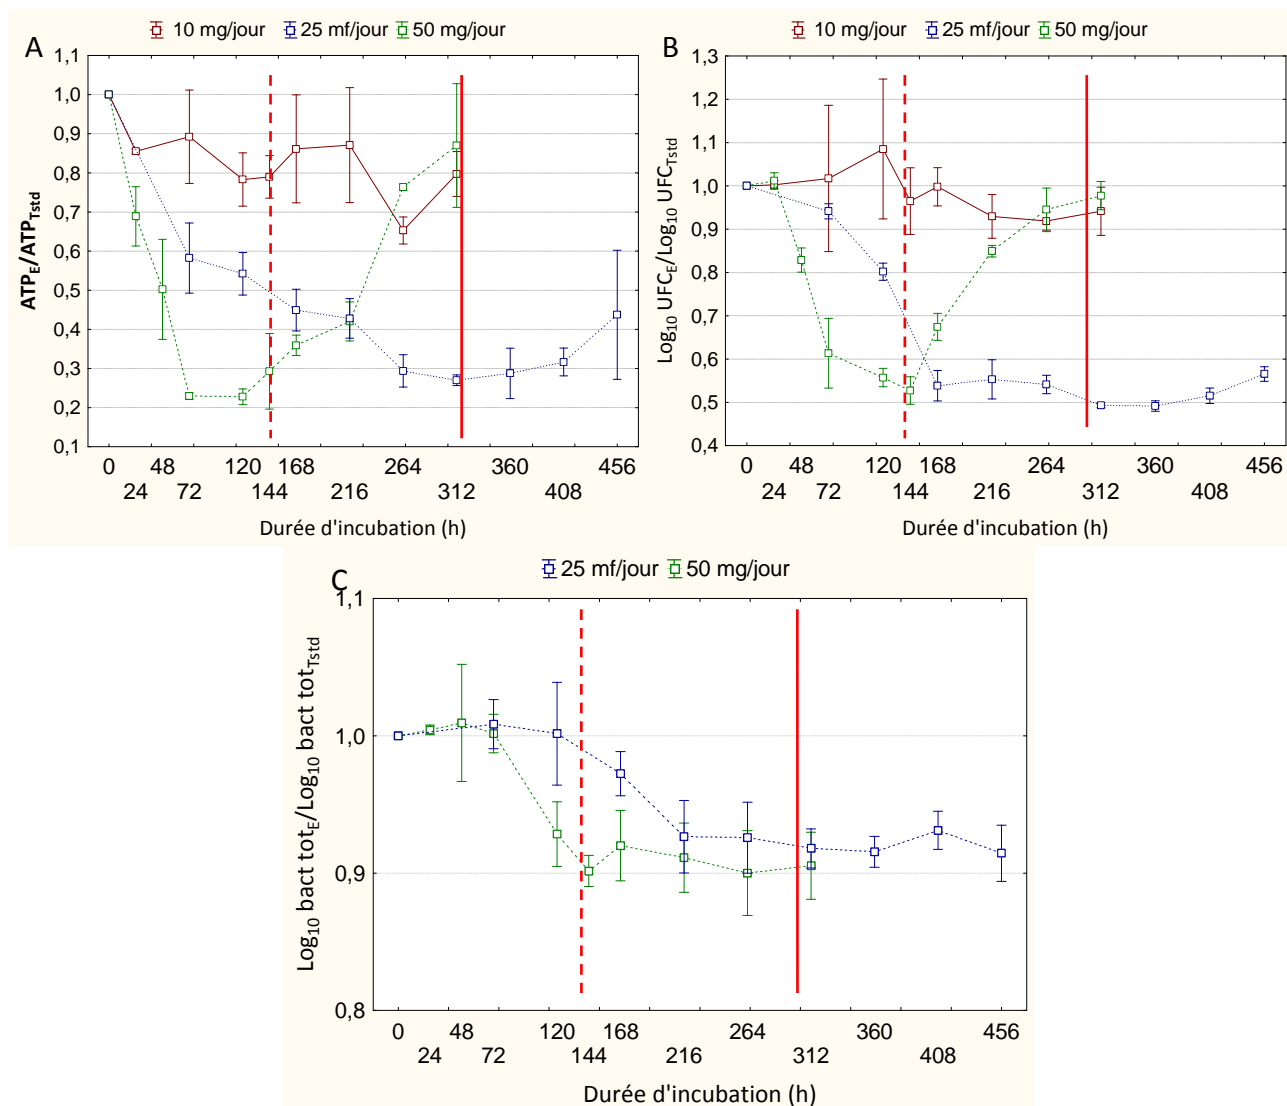 A
10 mg/jour 25 mf/jour 50 mg/jour
1,1
1,0
0,9
0,8
0,7
0,6
0,5
0,4
0,3
0,2
0,1
ATP_E/ATP_Tstd
0 48 120 168 264 360 456
24 72 144 216 312 408
Durée d'incubation (h)
B
10 mg/jour 25 mf/jour 50 mg/jour
1,3
1,2
1,1
1,0
0,9
0,8
0,7
0,6
0,5
0,4
Log10 UFC_E/Log10 UFC_Tstd
0 48 120 168 264 360 456
24 72 144 216 312 408
Durée d'incubation (h)
C
25 mf/jour 50 mg/jour
1,1
1,0
0,9
0,8
Log10 bact tot_E/Log10 bact tot_Tstd
0 48 120 168 264 360 456
24 72 144 216 312 408
Durée d'incubation (h)